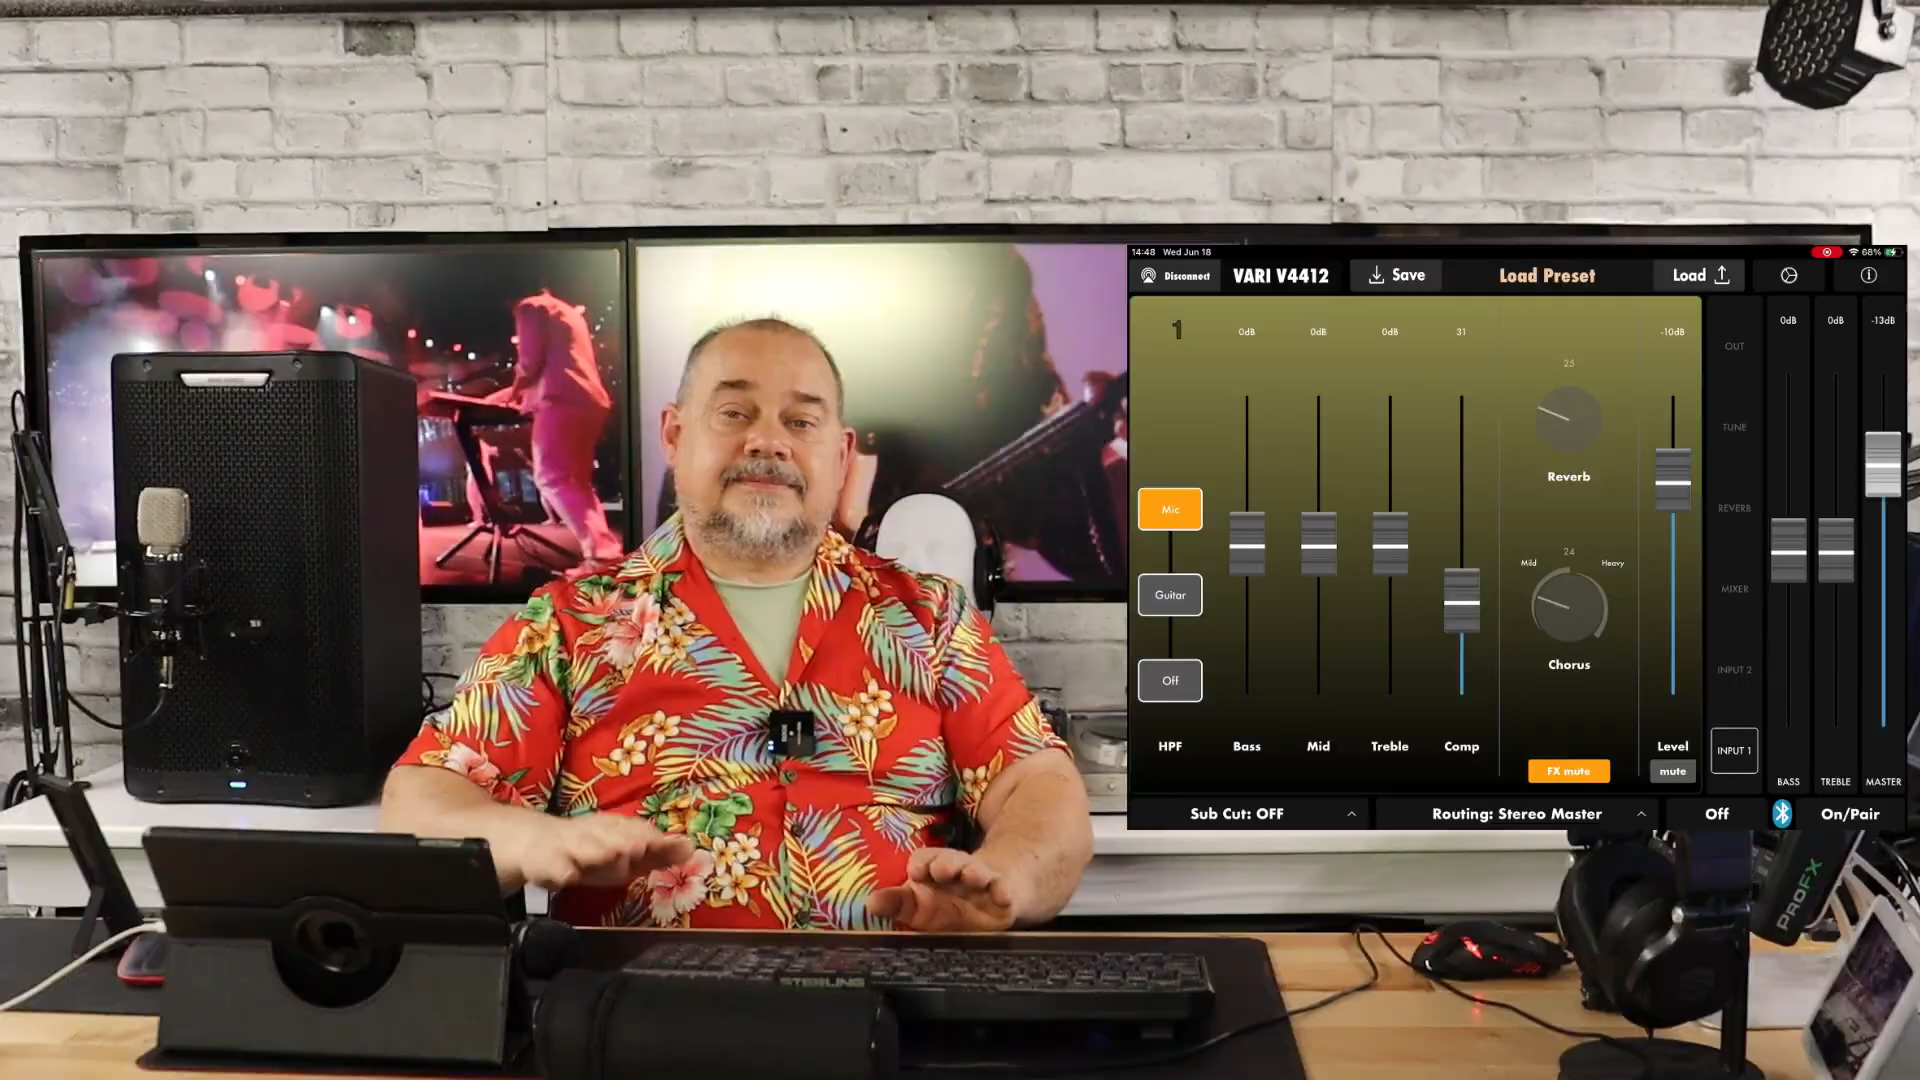 14:48 Wed Jun 18
68%
Disconnect
VARI V4412
Save
Load Preset
Load
1
0dB
0dB
0dB
31
25
-10dB
OUT
0dB
0dB
-13dB
TUNE
Reverb
REVERB
Mic
24
Mild
Heavy
MIXER
Guitar
Chorus
INPUT 2
Off
HPF
Bass
Mid
Treble
Comp
Level
INPUT 1
FX mute
mute
BASS
TREBLE
MASTER
Sub Cut: OFF
Routing: Stereo Master
Off
On/Pair
PROFX
STERLING